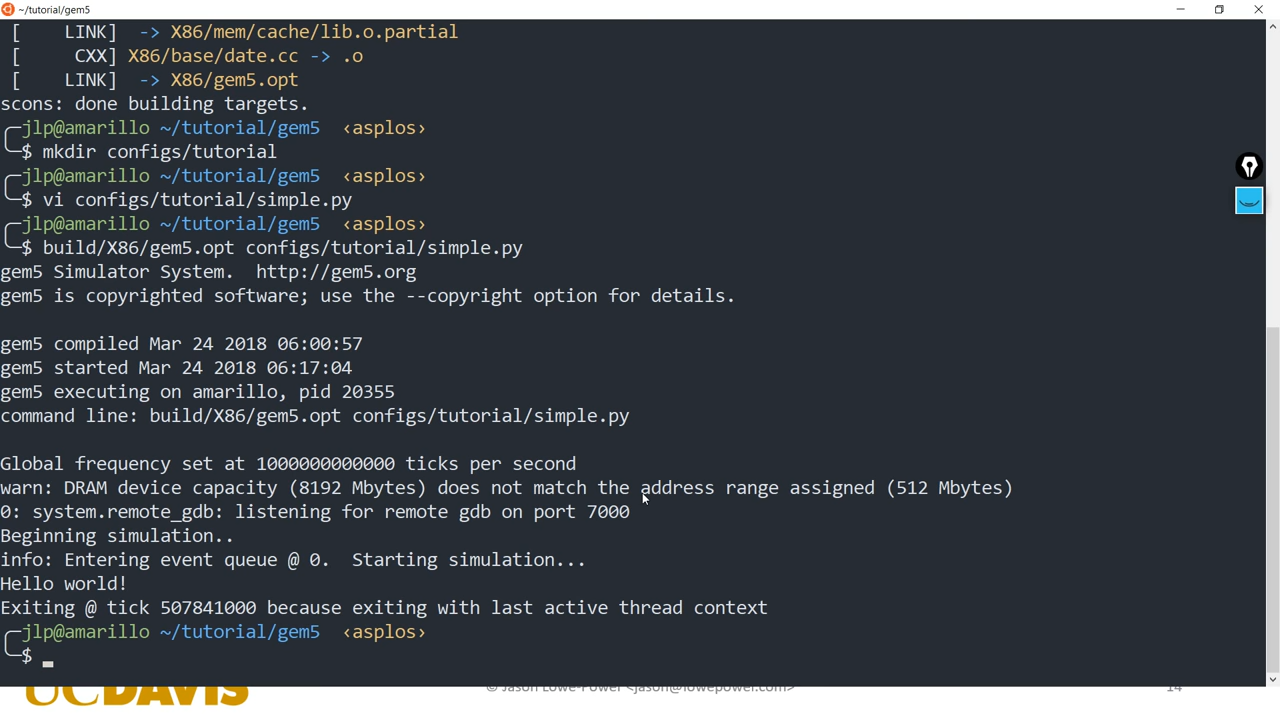 ~/tutorial/gem5
[    LINK]  -> X86/mem/cache/lib.o.partial
[     CXX] X86/base/date.cc -> .o
[    LINK]  -> X86/gem5.opt
scons: done building targets.
jlp@amarillo ~/tutorial/gem5  ‹asplos›
$ mkdir configs/tutorial
jlp@amarillo ~/tutorial/gem5  ‹asplos›
$ vi configs/tutorial/simple.py
jlp@amarillo ~/tutorial/gem5  ‹asplos›
$ build/X86/gem5.opt configs/tutorial/simple.py
gem5 Simulator System.  http://gem5.org
gem5 is copyrighted software; use the --copyright option for details.
gem5 compiled Mar 24 2018 06:00:57
gem5 started Mar 24 2018 06:17:04
gem5 executing on amarillo, pid 20355
command line: build/X86/gem5.opt configs/tutorial/simple.py
Global frequency set at 1000000000000 ticks per second
warn: DRAM device capacity (8192 Mbytes) does not match the address range assigned (512 Mbytes)
0: system.remote_gdb: listening for remote gdb on port 7000
Beginning simulation..
info: Entering event queue @ 0.  Starting simulation...
Hello world!
Exiting @ tick 507841000 because exiting with last active thread context
jlp@amarillo ~/tutorial/gem5  ‹asplos›
$
UCDAVIS
© Jason Lowe-Power <jason@lowepower.com>
14